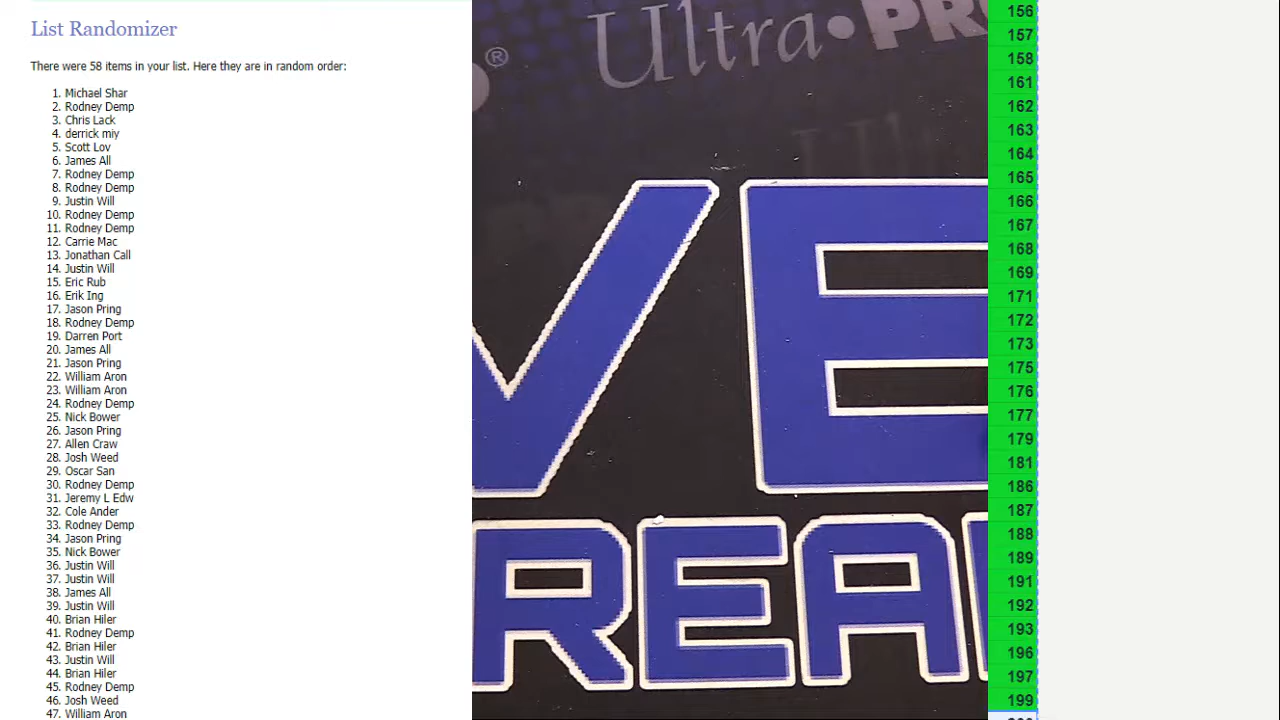 List Randomizer
There were 58 items in your list. Here they are in random order:
1. Michael Shar
2. Rodney Demp
3. Chris Lack
4. derrick miy
5. Scott Lov
6. James All
7. Rodney Demp
8. Rodney Demp
9. Justin Will
10. Rodney Demp
11. Rodney Demp
12. Carrie Mac
13. Jonathan Call
14. Justin Will
15. Eric Rub
16. Erik Ing
17. Jason Pring
18. Rodney Demp
19. Darren Port
20. James All
21. Jason Pring
22. William Aron
23. William Aron
24. Rodney Demp
25. Nick Bower
26. Jason Pring
27. Allen Craw
28. Josh Weed
29. Oscar San
30. Rodney Demp
31. Jeremy L Edw
32. Cole Ander
33. Rodney Demp
34. Jason Pring
35. Nick Bower
36. Justin Will
37. Justin Will
38. James All
39. Justin Will
40. Brian Hiler
41. Rodney Demp
42. Brian Hiler
43. Justin Will
44. Brian Hiler
45. Rodney Demp
46. Josh Weed
47. William Aron
® Ultra•PR
VE
REA
156
157
158
161
162
163
164
165
166
167
168
169
171
172
173
175
176
177
179
181
186
187
188
189
191
192
193
196
197
199